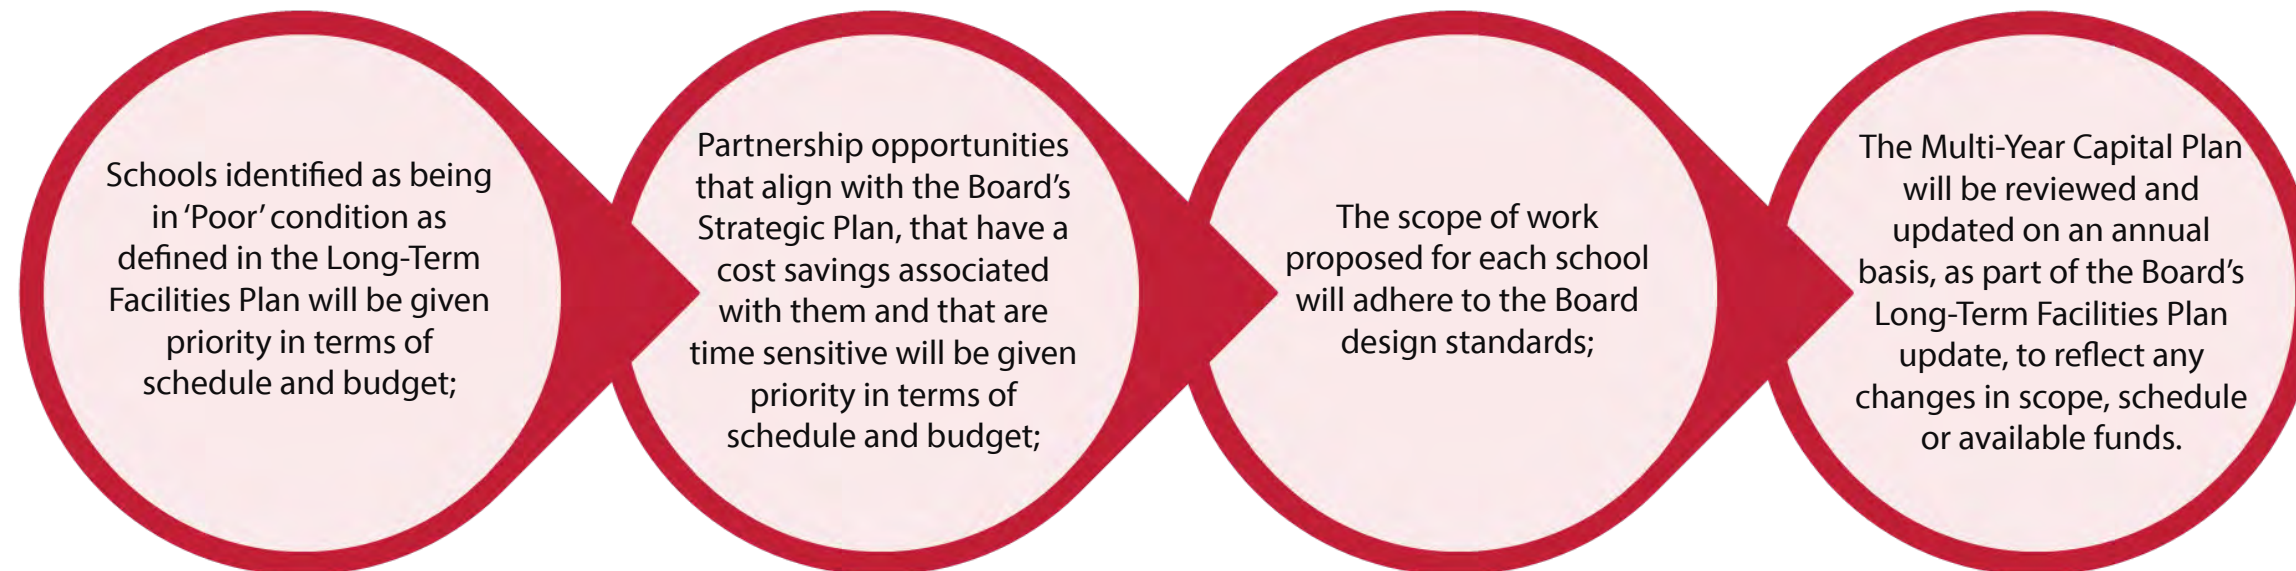 Schools identified as being
in ‘Poor’ condition as
defined in the Long-Term
Facilities Plan will be given
priority in terms of
schedule and budget;
Partnership opportunities
that align with the Board’s
Strategic Plan, that have a
cost savings associated
with them and that are
time sensitive will be given
priority in terms of
schedule and budget;
The scope of work
proposed for each school
will adhere to the Board
design standards;
The Multi-Year Capital Plan
will be reviewed and
updated on an annual
basis, as part of the Board’s
Long-Term Facilities Plan
update, to reflect any
changes in scope, schedule
or available funds.